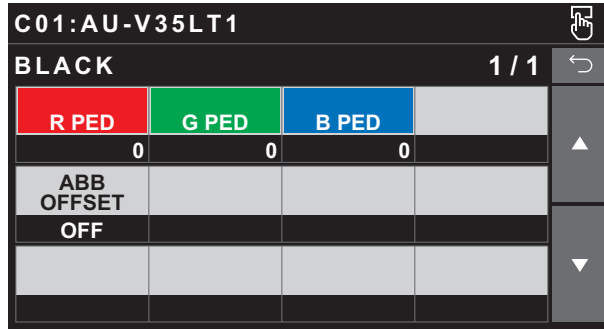 C01:AU-V35LT1
BLACK 1/1
R PED G PED B PED
0 0 0
ABB
OFFSET
OFF